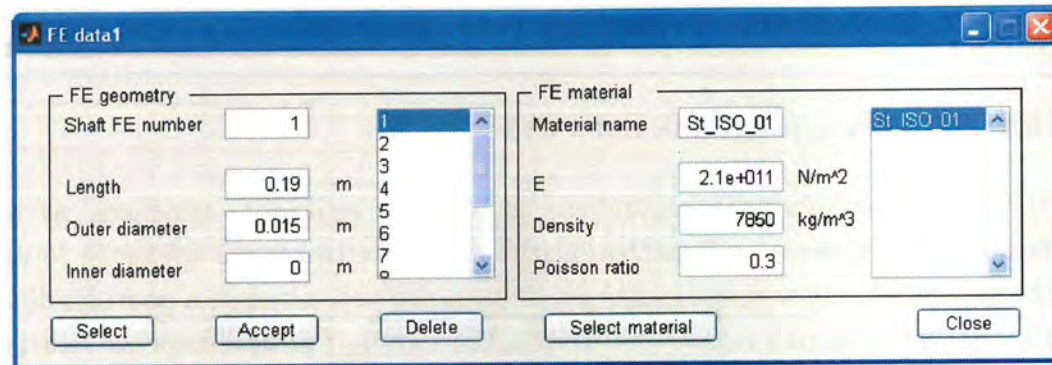 FE data1
FE geometry
Shaft FE number 1
Length 0.19 m
Outer diameter 0.015 m
Inner diameter 0 m
1
2
3
4
5
6
7
FE material
Material name St_ISO_01
E 2.1e+011 N/m^2
Density 7850 kg/m^3
Poisson ratio 0.3
St_ISO_01
Select Accept Delete Select material Close